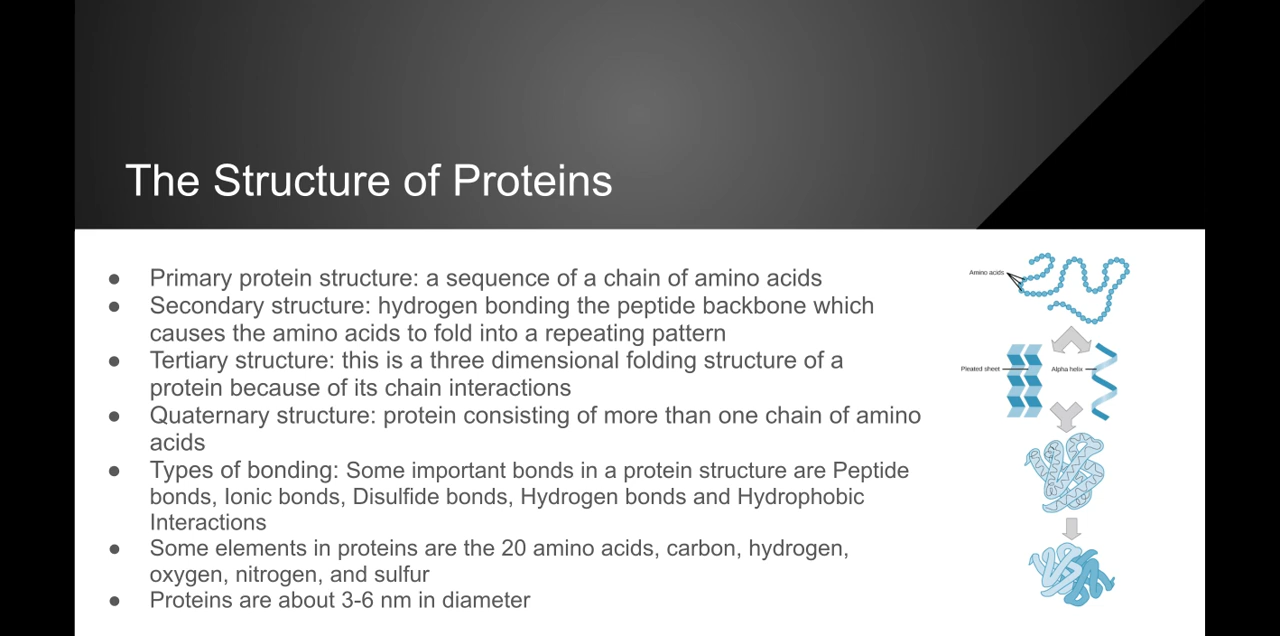 The Structure of Proteins
● Primary protein structure: a sequence of a chain of amino acids
● Secondary structure: hydrogen bonding the peptide backbone which
causes the amino acids to fold into a repeating pattern
● Tertiary structure: this is a three dimensional folding structure of a
protein because of its chain interactions
● Quaternary structure: protein consisting of more than one chain of amino
acids
● Types of bonding: Some important bonds in a protein structure are Peptide
bonds, Ionic bonds, Disulfide bonds, Hydrogen bonds and Hydrophobic
Interactions
● Some elements in proteins are the 20 amino acids, carbon, hydrogen,
oxygen, nitrogen, and sulfur
● Proteins are about 3-6 nm in diameter
Amino acids
Pleated sheet
Alpha helix